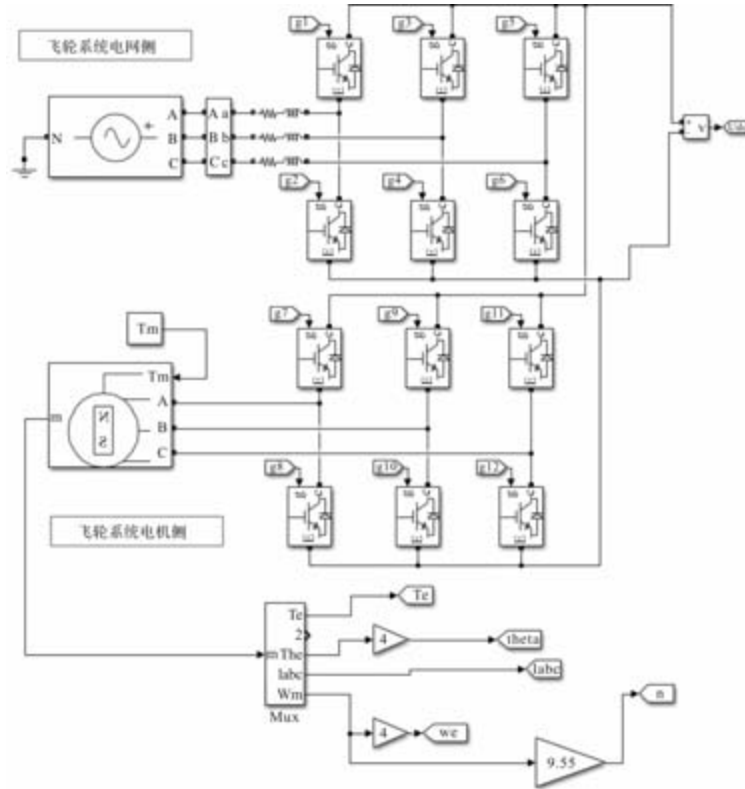 飞轮系统电网侧
g1
g3
g5
N
A
B
C
+
A a
B b
C c
g2
g4
g6
+
-
v
g7
g9
g11
Tm
Tm
m
A
B
C
N
S
g8
g10
g12
飞轮系统电机侧
Te
2
m
The
Iabc
Wm
Mux
Te
4
theta
Iabc
n
4
we
9.55